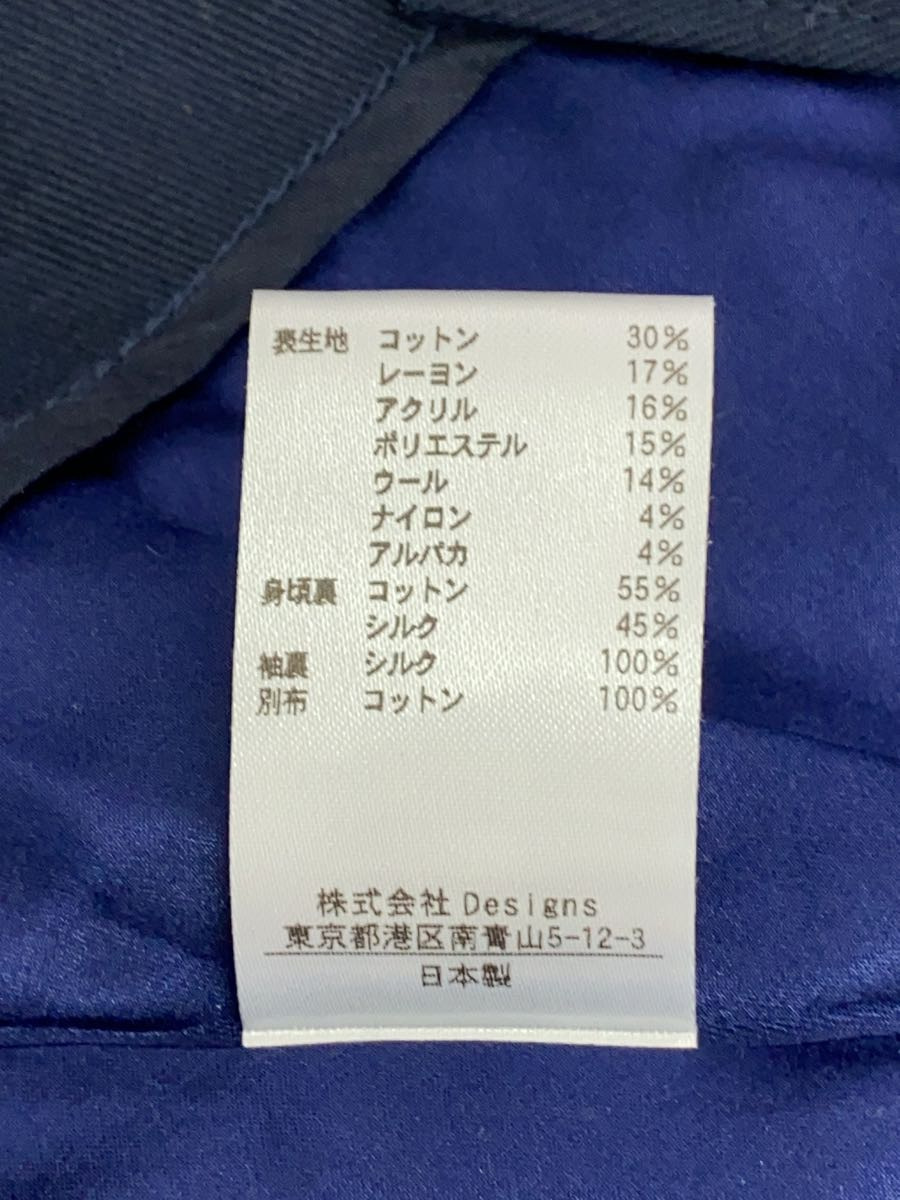 表生地 コットン 30%
レーヨン 17%
アクリル 16%
ポリエステル 15%
ウール 14%
ナイロン 4%
アルパカ 4%
身頃裏 コットン 55%
シルク 45%
袖裏 シルク 100%
別布 コットン 100%
株式会社 Designs
東京都港区南青山5-12-3
日本製